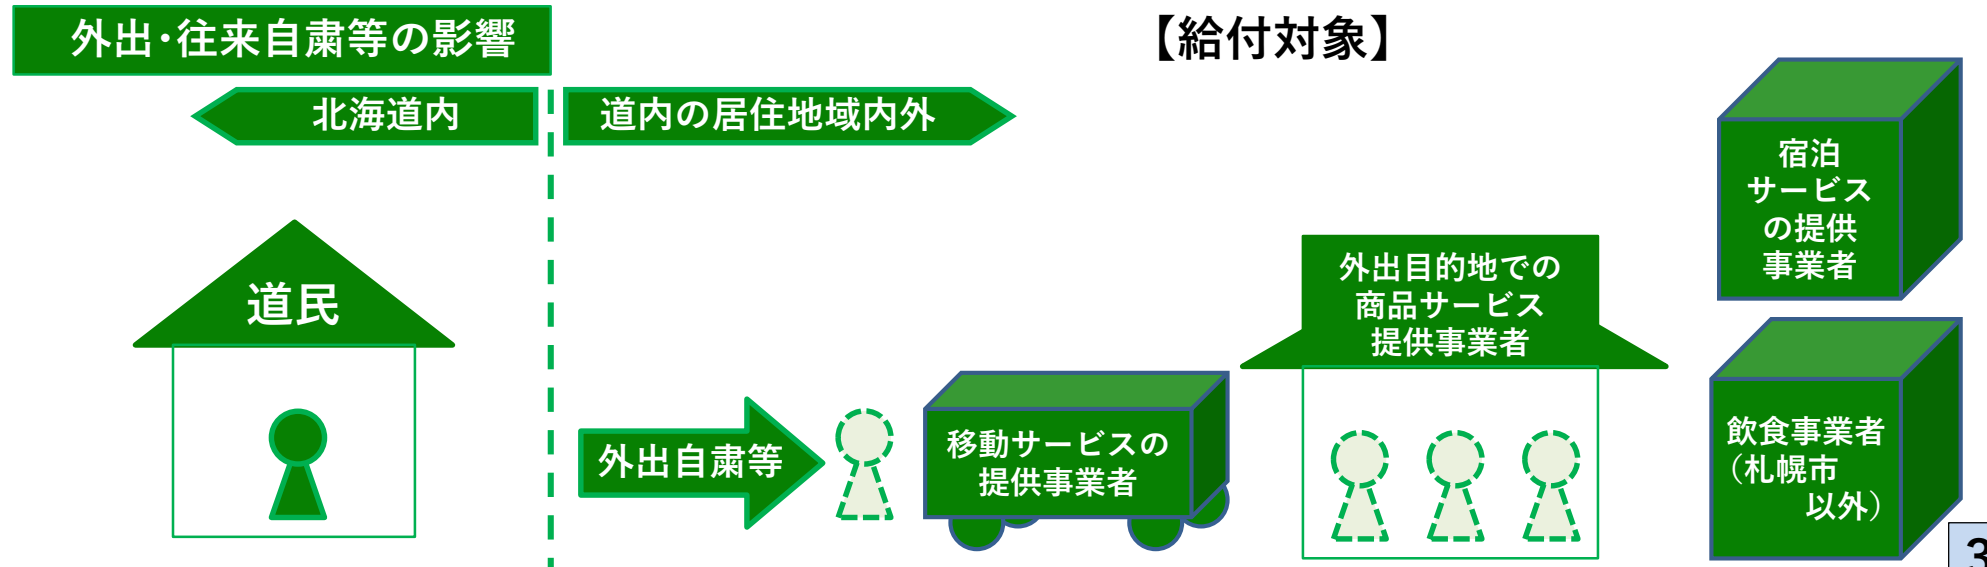 外出・往来自粛等の影響
【給付対象】
北海道内
道内の居住地域内外
道民
外出自粛等
移動サービスの
提供事業者
外出目的地での
商品サービス
提供事業者
宿泊
サービス
の提供
事業者
飲食事業者
（札幌市
以外）
3